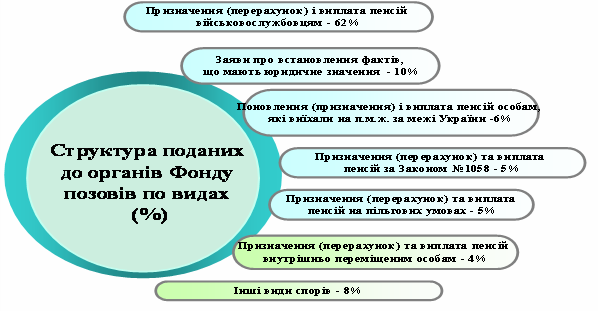 Призначення (перерахунок) і виплата пенсій
військовослужбовцям - 62%
Заяви про встановлення фактів,
що мають юридичне значення - 10%
Поновлення (призначення) і виплата пенсій особам,
які виїхали на п.м.ж. за межі України -6%
Структура поданих
до органів Фонду
позовів по видах
(%)
Призначення (перерахунок) та виплата
пенсій за Законом №1058 - 5%
Призначення (перерахунок) та виплата
пенсій на пільгових умовах - 5%
Призначення (перерахунок) та виплата пенсій
внутрішньо переміщеним особам - 4%
Інші види спорів - 8%